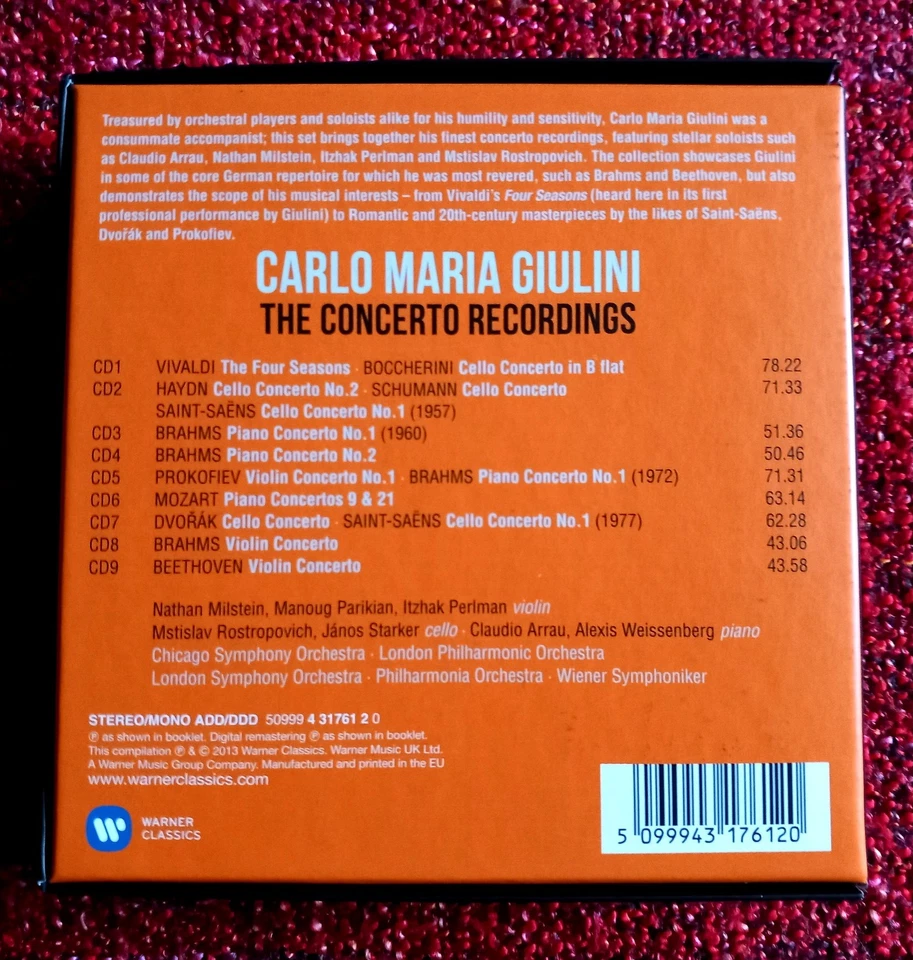 Treasured by orchestral players and soloists alike for his humility and sensitivity, Carlo Maria Giulini was a
consummate accompanist; this set brings together his finest concerto recordings, featuring stellar soloists such
as Claudio Arrau, Nathan Milstein, Itzhak Perlman and Mstislav Rostropovich. The collection showcases Giulini
in some of the core German repertoire for which he was most revered, such as Brahms and Beethoven, but also
demonstrates the scope of his musical interests – from Vivaldi's Four Seasons (heard here in its first
professional performance by Giulini) to Romantic and 20th-century masterpieces by the likes of Saint-Saëns,
Dvořák and Prokofiev.
CARLO MARIA GIULINI
THE CONCERTO RECORDINGS
CD1 VIVALDI The Four Seasons · BOCCHERINI Cello Concerto in B flat 78.22
CD2 HAYDN Cello Concerto No.2 · SCHUMANN Cello Concerto 71.33
SAINT-SAËNS Cello Concerto No.1 (1957)
CD3 BRAHMS Piano Concerto No.1 (1960) 51.36
CD4 BRAHMS Piano Concerto No.2 50.46
CD5 PROKOFIEV Violin Concerto No.1 · BRAHMS Piano Concerto No.1 (1972) 71.31
CD6 MOZART Piano Concertos 9 & 21 63.14
CD7 DVOŘÁK Cello Concerto · SAINT-SAËNS Cello Concerto No.1 (1977) 62.28
CD8 BRAHMS Violin Concerto 43.06
CD9 BEETHOVEN Violin Concerto 43.58
Nathan Milstein, Manoug Parikian, Itzhak Perlman violin
Mstislav Rostropovich, János Starker cello · Claudio Arrau, Alexis Weissenberg piano
Chicago Symphony Orchestra · London Philharmonic Orchestra
London Symphony Orchestra · Philharmonia Orchestra · Wiener Symphoniker
STEREO/MONO ADD/DDD 50999 4 31761 2 0
℗ as shown in booklet. Digital remastering ℗ as shown in booklet.
This compilation ℗ & © 2013 Warner Classics. Warner Music UK Ltd.
A Warner Music Group Company. Manufactured and printed in the EU
www.warnerclassics.com
WARNER
CLASSICS
5 099943 176120